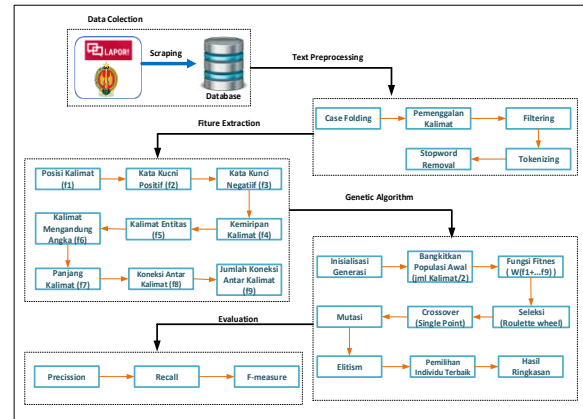 Data Colection
LAPOR!
Scraping
Database
Text Preprocessing
Case Folding
Pemenggalan
Kalimat
Filtering
Tokenizing
Stopword
Removal
Fiture Extraction
Posisi Kalimat
(f1)
Kata Kucni
Positif (f2)
Kata Kunci
Negatiif (f3)
Kemiripan
Kalimat (f4)
Kalimat Entitas
(f5)
Kalimat
Mengandung
Angka (f6)
Panjang
Kalimat (f7)
Koneksi Antar
Kalimat (f8)
Jumlah Koneksi
Antar Kalimat
(f9)
Genetic Algorithm
Inisialisasi
Generasi
Bangkitkan
Populasi Awal
(jml Kalimat/2)
Fungsi Fitnes
( W(f1+...f9))
Seleksi
(Roulette wheel)
Crossover
(Single Point)
Mutasi
Elitism
Pemilihan
Individu Terbaik
Hasil
Ringkasan
Evaluation
Precission
Recall
F-measure